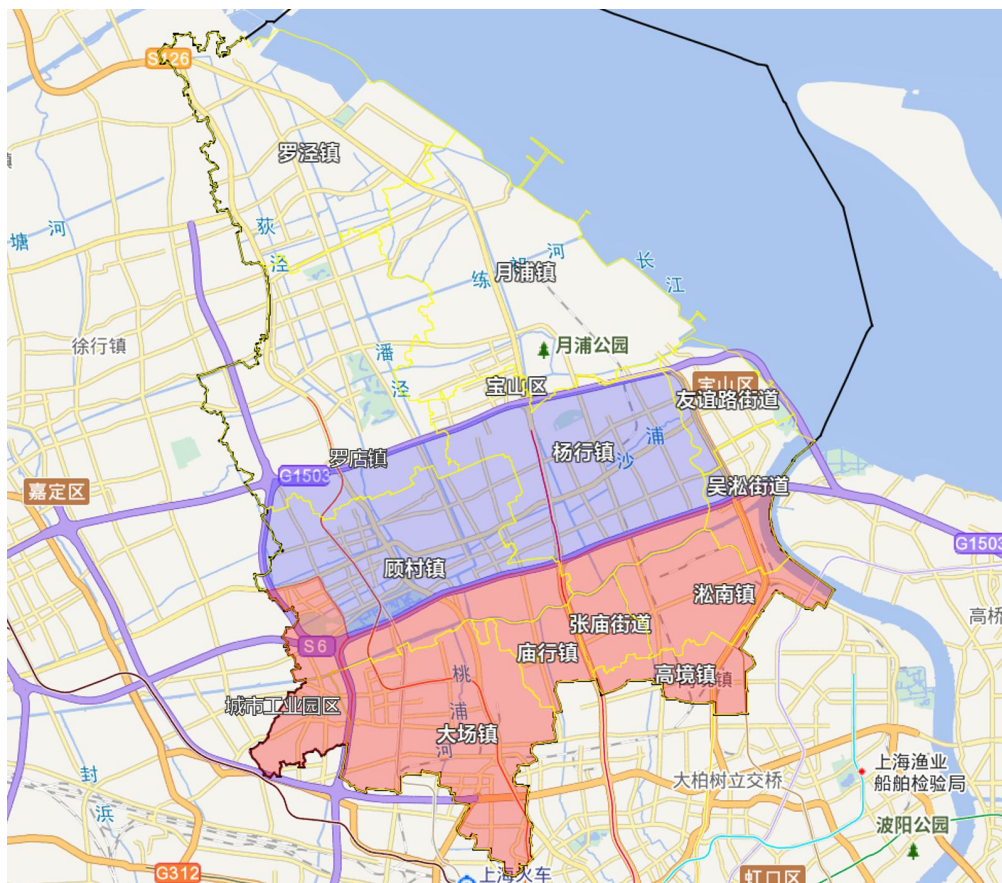 S126
罗泾镇
镇
塘河
荻泾
练祁河
月浦镇
长江
徐行镇
潘泾
月浦公园
宝山区
宝山区
友谊路街道
罗店镇
杨行镇
浦
沙
G1503
嘉定区
吴淞街道
G1503
顾村镇
淞南镇
高桥
张庙街道
S6
庙行镇
高境镇
镇
桃浦河
城市工业园区
大场镇
封浜
大柏树立交桥
上海渔业
船舶检验局
波阳公园
G312
上海火车
虹口区